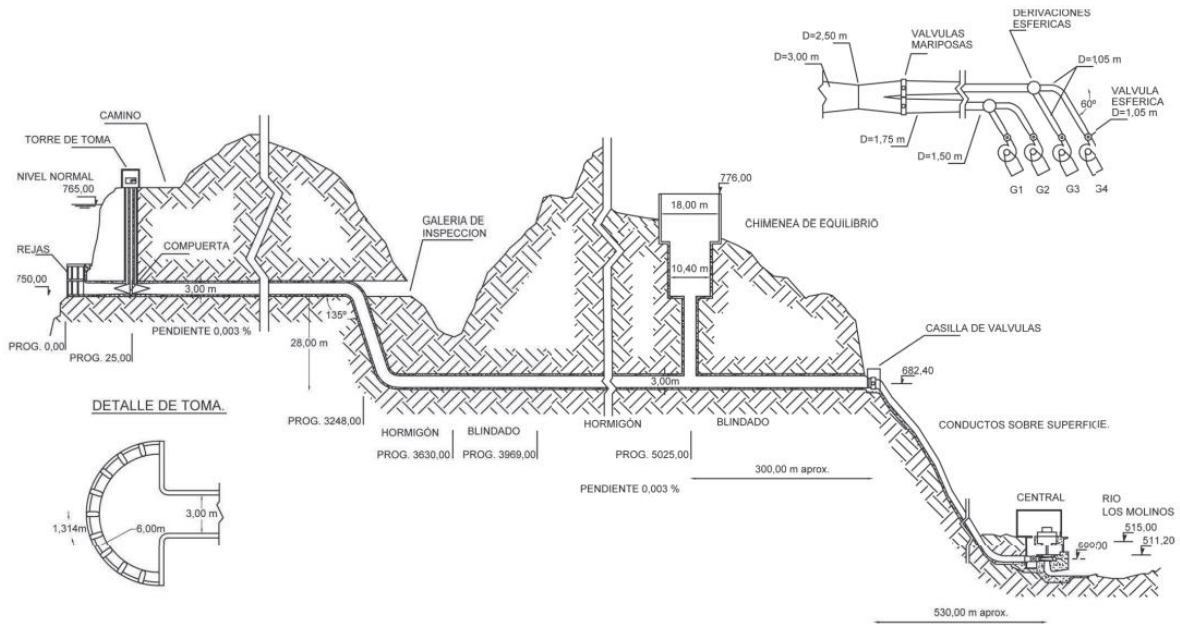 DERIVACIONES
ESFERICAS
D=2,50 m
VALVULAS
MARIPOSAS
D=3,00 m
D=1,05 m
VALVULA
ESFERICA
D=1,05 m
60º
D=1,75 m
D=1,50 m
G1
G2
G3
G4
CAMINO
TORRE DE TOMA
NIVEL NORMAL
765,00
776,00
18,00 m
CHIMENEA DE EQUILIBRIO
GALERIA DE
INSPECCION
REJAS
COMPUERTA
10,40 m
750,00
3,00 m
135º
PENDIENTE 0,003 %
28,00 m
PROG. 0,00
PROG. 25,00
CASILLA DE VALVULAS
682,40
3,00m
DETALLE DE TOMA.
PROG. 3248,00
HORMIGÓN
BLINDADO
HORMIGÓN
BLINDADO
CONDUCTOS SOBRE SUPERFICIE.
PROG. 3630,00
PROG. 3969,00
PROG. 5025,00
300,00 m aprox.
PENDIENTE 0,003 %
3,00 m
1,314m
6,00m
CENTRAL
RIO
LOS MOLINOS
515,00
511,20
530,00 m aprox.